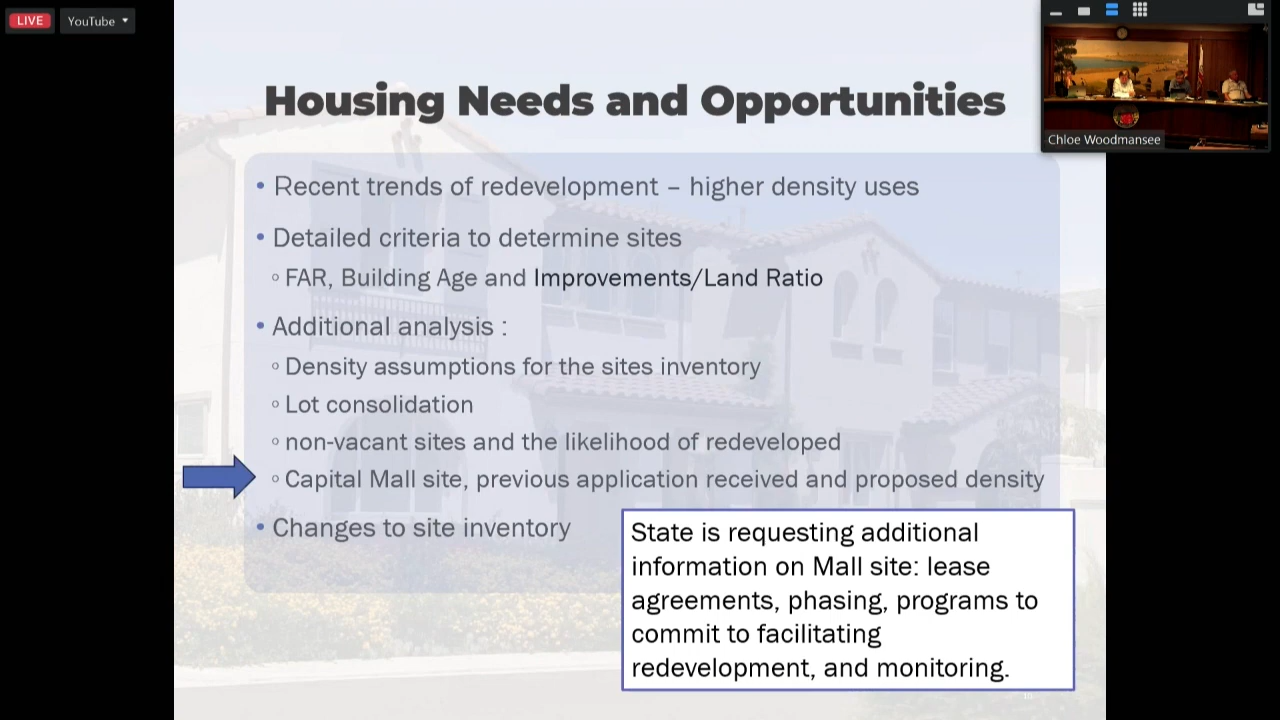 LIVE
YouTube
Housing Needs and Opportunities
Chloe Woodmansee
• Recent trends of redevelopment – higher density uses
• Detailed criteria to determine sites
◦ FAR, Building Age and Improvements/Land Ratio
• Additional analysis :
◦ Density assumptions for the sites inventory
◦ Lot consolidation
◦ non-vacant sites and the likelihood of redeveloped
◦ Capital Mall site, previous application received and proposed density
• Changes to site inventory
State is requesting additional
information on Mall site: lease
agreements, phasing, programs to
commit to facilitating
redevelopment, and monitoring.